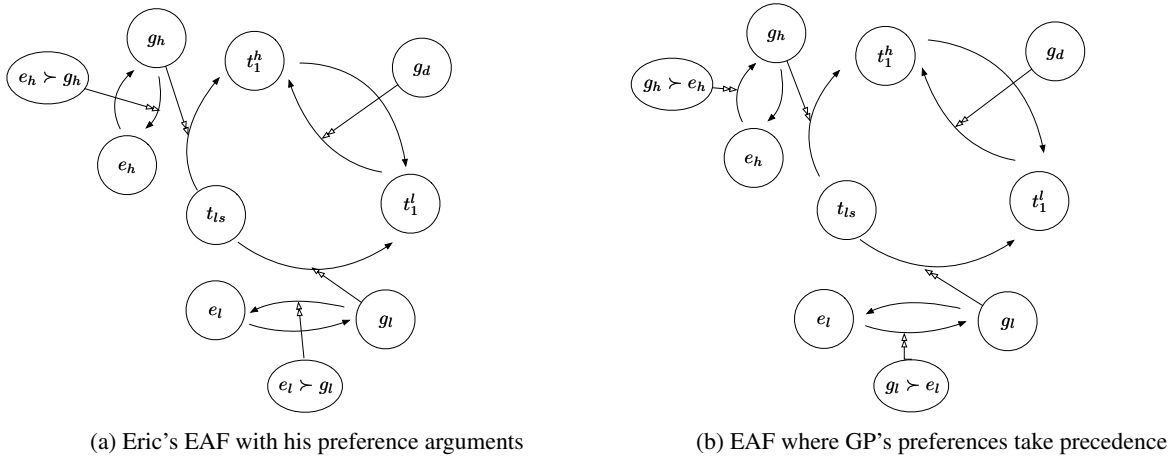 g_h
t_1^h
g_d
e_h ≻ g_h
e_h
t_ls
t_1^l
e_l
g_l
e_l ≻ g_l
(a) Eric's EAF with his preference arguments
g_h
t_1^h
g_d
g_h ≻ e_h
e_h
t_ls
t_1^l
e_l
g_l
g_l ≻ e_l
(b) EAF where GP's preferences take precedence